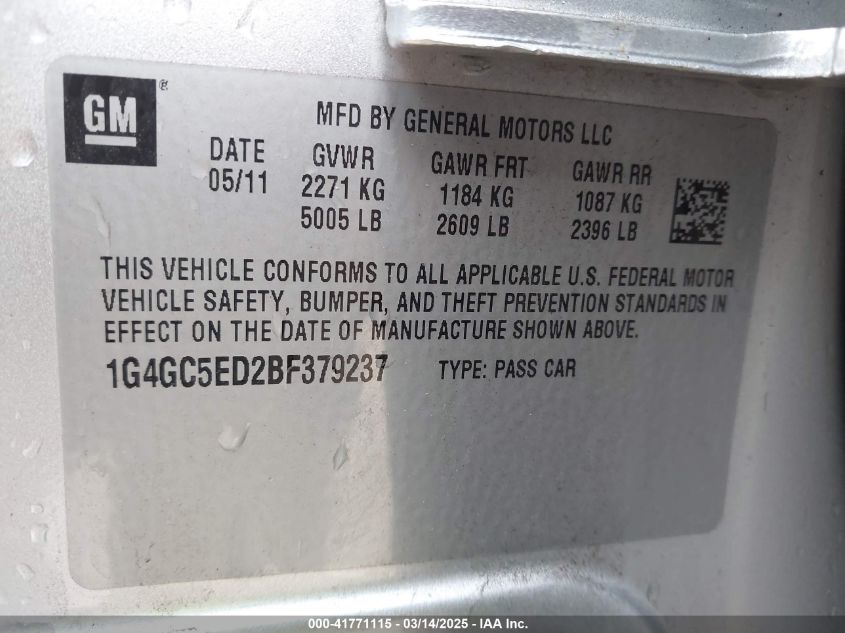 GM ®
MFD BY GENERAL MOTORS LLC
DATE GVWR GAWR FRT GAWR RR
05/11 2271 KG 1184 KG 1087 KG
5005 LB 2609 LB 2396 LB
THIS VEHICLE CONFORMS TO ALL APPLICABLE U.S. FEDERAL MOTOR
VEHICLE SAFETY, BUMPER, AND THEFT PREVENTION STANDARDS IN
EFFECT ON THE DATE OF MANUFACTURE SHOWN ABOVE.
1G4GC5ED2BF379237 TYPE: PASS CAR
000-41771115 - 03/14/2025 - IAA Inc.